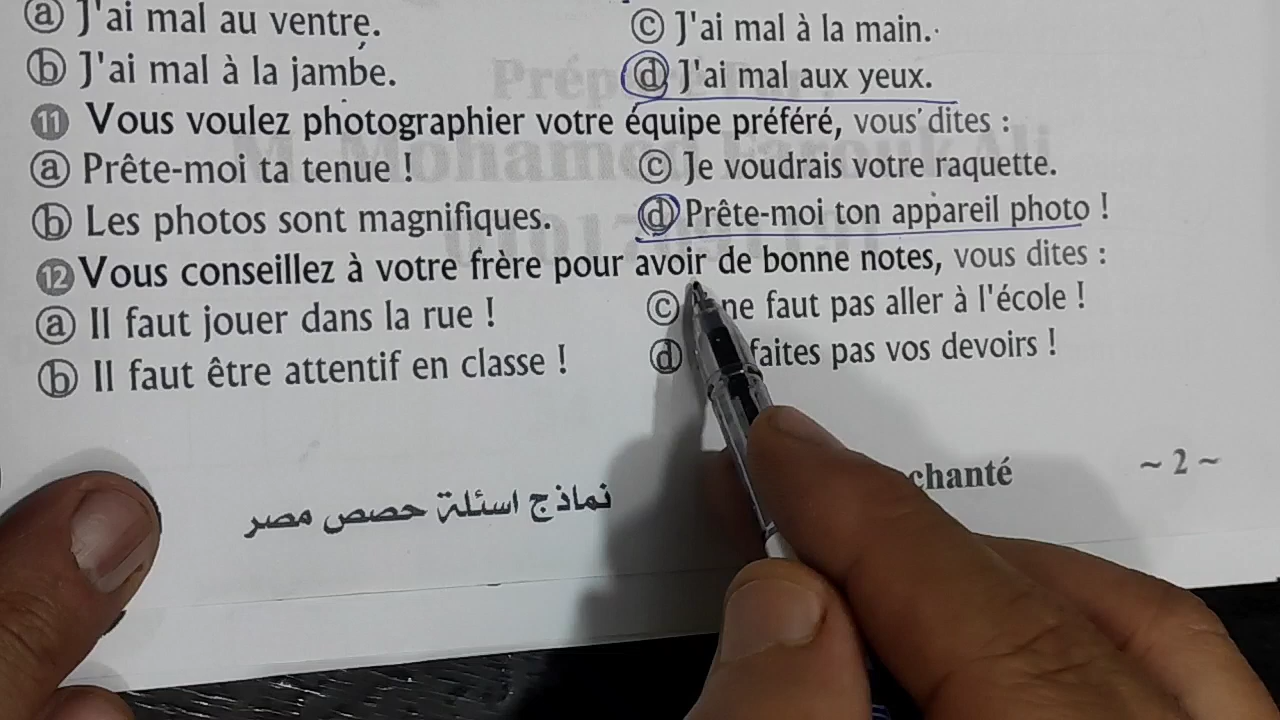 ⓐ J'ai mal au ventre. ⓒ J'ai mal à la main.
ⓑ J'ai mal à la jambe. ⓓ J'ai mal aux yeux.
11 Vous voulez photographier votre équipe préféré, vous dites :
ⓐ Prête-moi ta tenue ! ⓒ Je voudrais votre raquette.
ⓑ Les photos sont magnifiques. ⓓ Prête-moi ton appareil photo !
12 Vous conseillez à votre frère pour avoir de bonne notes, vous dites :
ⓐ Il faut jouer dans la rue ! ⓒ ne faut pas aller à l'école !
ⓑ Il faut être attentif en classe ! ⓓ faites pas vos devoirs !
chanté ~ 2 ~
نماذج اسئلة حصص مصر